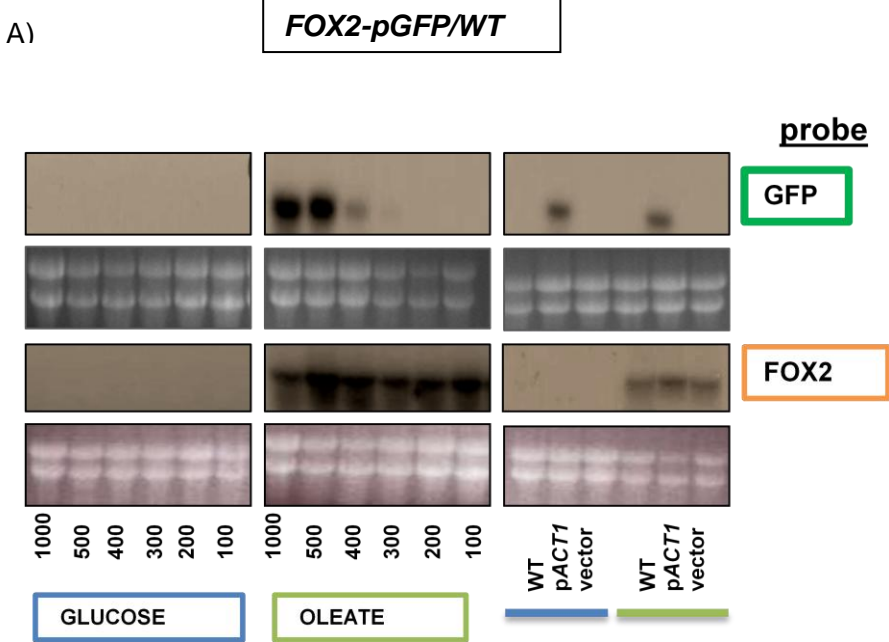 A)
FOX2-pGFP/WT
probe
GFP
FOX2
1000
500
400
300
200
100
1000
500
400
300
200
100
WT
pACT1
vector
WT
pACT1
vector
GLUCOSE
OLEATE